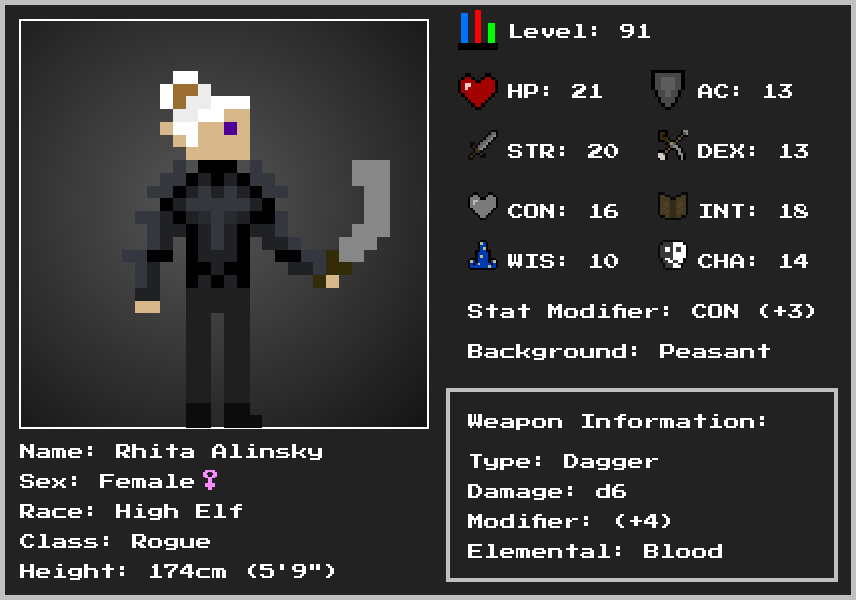 Level: 91
HP: 21
AC: 13
STR: 20
DEX: 13
CON: 16
INT: 18
WIS: 10
CHA: 14
Stat Modifier: CON (+3)
Background: Peasant
Weapon Information:
Type: Dagger
Damage: d6
Modifier: (+4)
Elemental: Blood
Name: Rhita Alinsky
Sex: Female♀
Race: High Elf
Class: Rogue
Height: 174cm (5'9")